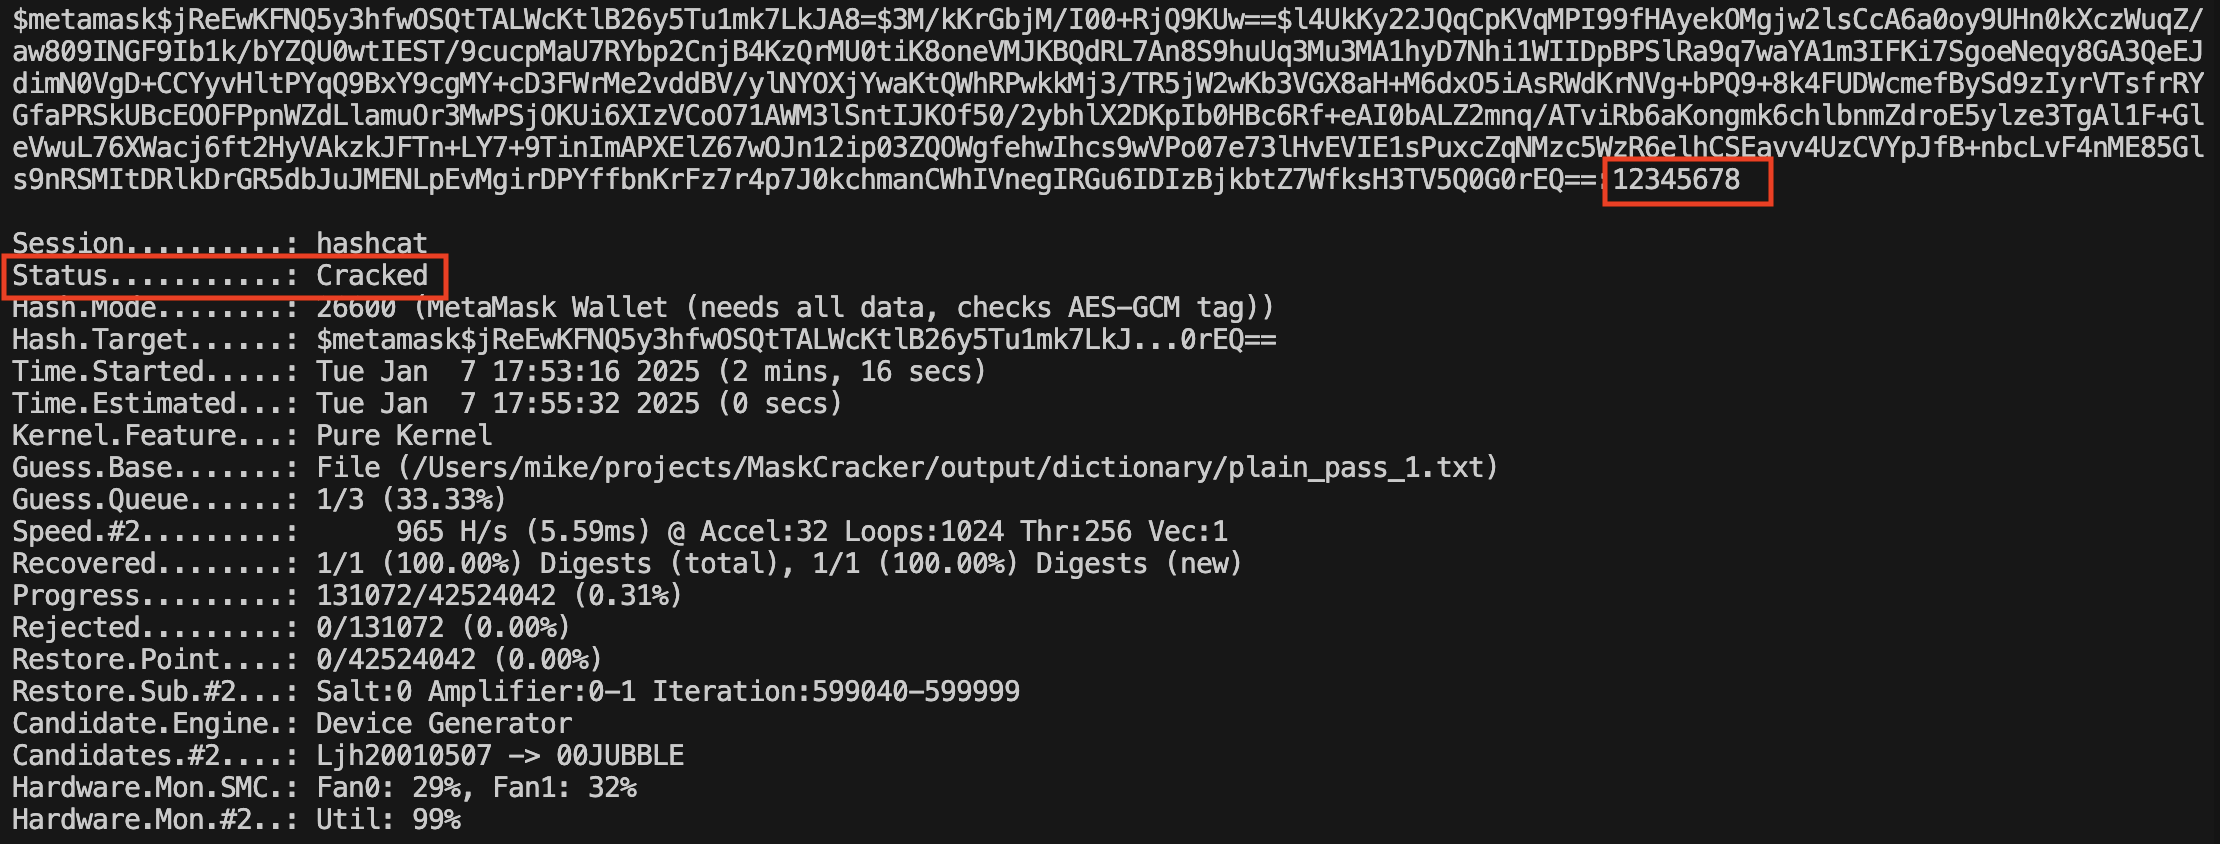 $metamask$jReEwKFNQ5y3hfwOSQtTALWcKtlB26y5Tu1mk7LkJA8=$3M/kKrGbjM/I00+RjQ9KUw==$l4UkKy22JQqCpKVqMPI99fHAyekOMgjw2lsCcA6a0oy9UHn0kXczWuqZ/
aw809INGF9Ib1k/bYZQU0wtIEST/9cucpMaU7RYbp2CnjB4KzQrMU0tiK8oneVMJKBQdRL7An8S9huUq3Mu3MA1hyD7Nhi1WIIDpBPSlRa9q7waYA1m3IFKi7SgoeNeqy8GA3QeEJ
dimN0VgD+CCYyvHltPYqQ9BxY9cgMY+cD3FWrMe2vddBV/ylNYOXjYwaKtQWhRPwkkMj3/TR5jW2wKb3VGX8aH+M6dxO5iAsRWdKrNVg+bPQ9+8k4FUDWcmefBySd9zIyrVTsfrRY
GfaPRSkUBcEOOFPpnWZdLlamuOr3MwPSjOKUi6XIzVCoO71AWM3lSntIJKOf50/2ybhlX2DKpIb0HBc6Rf+eAI0bALZ2mnq/ATviRb6aKongmk6chlbnmZdroE5ylze3TgAl1F+Gl
eVwuL76XWacj6ft2HyVAkzkJFTn+LY7+9TinImAPXElZ67wOJn12ip03ZQOWgfehwIhcs9wVPo07e73lHvEVIE1sPuxcZqNMzc5WzR6elhCSEavv4UzCVYpJfB+nbcLvF4nME85Gl
s9nRSMItDRlkDrGR5dbJuJMENLpEvMgirDPYffbnKrFz7r4p7J0kchmanCWhIVnegIRGu6IDIzBjkbtZ7WfksH3TV5Q0G0rEQ==:12345678
Session..........: hashcat
Status...........: Cracked
Hash.Mode........: 26600 (MetaMask Wallet (needs all data, checks AES-GCM tag))
Hash.Target......: $metamask$jReEwKFNQ5y3hfwOSQtTALWcKtlB26y5Tu1mk7LkJ...0rEQ==
Time.Started.....: Tue Jan  7 17:53:16 2025 (2 mins, 16 secs)
Time.Estimated...: Tue Jan  7 17:55:32 2025 (0 secs)
Kernel.Feature...: Pure Kernel
Guess.Base.......: File (/Users/mike/projects/MaskCracker/output/dictionary/plain_pass_1.txt)
Guess.Queue......: 1/3 (33.33%)
Speed.#2.........:      965 H/s (5.59ms) @ Accel:32 Loops:1024 Thr:256 Vec:1
Recovered........: 1/1 (100.00%) Digests (total), 1/1 (100.00%) Digests (new)
Progress.........: 131072/42524042 (0.31%)
Rejected.........: 0/131072 (0.00%)
Restore.Point....: 0/42524042 (0.00%)
Restore.Sub.#2...: Salt:0 Amplifier:0-1 Iteration:599040-599999
Candidate.Engine.: Device Generator
Candidates.#2....: Ljh20010507 -> 00JUBBLE
Hardware.Mon.SMC.: Fan0: 29%, Fan1: 32%
Hardware.Mon.#2..: Util: 99%